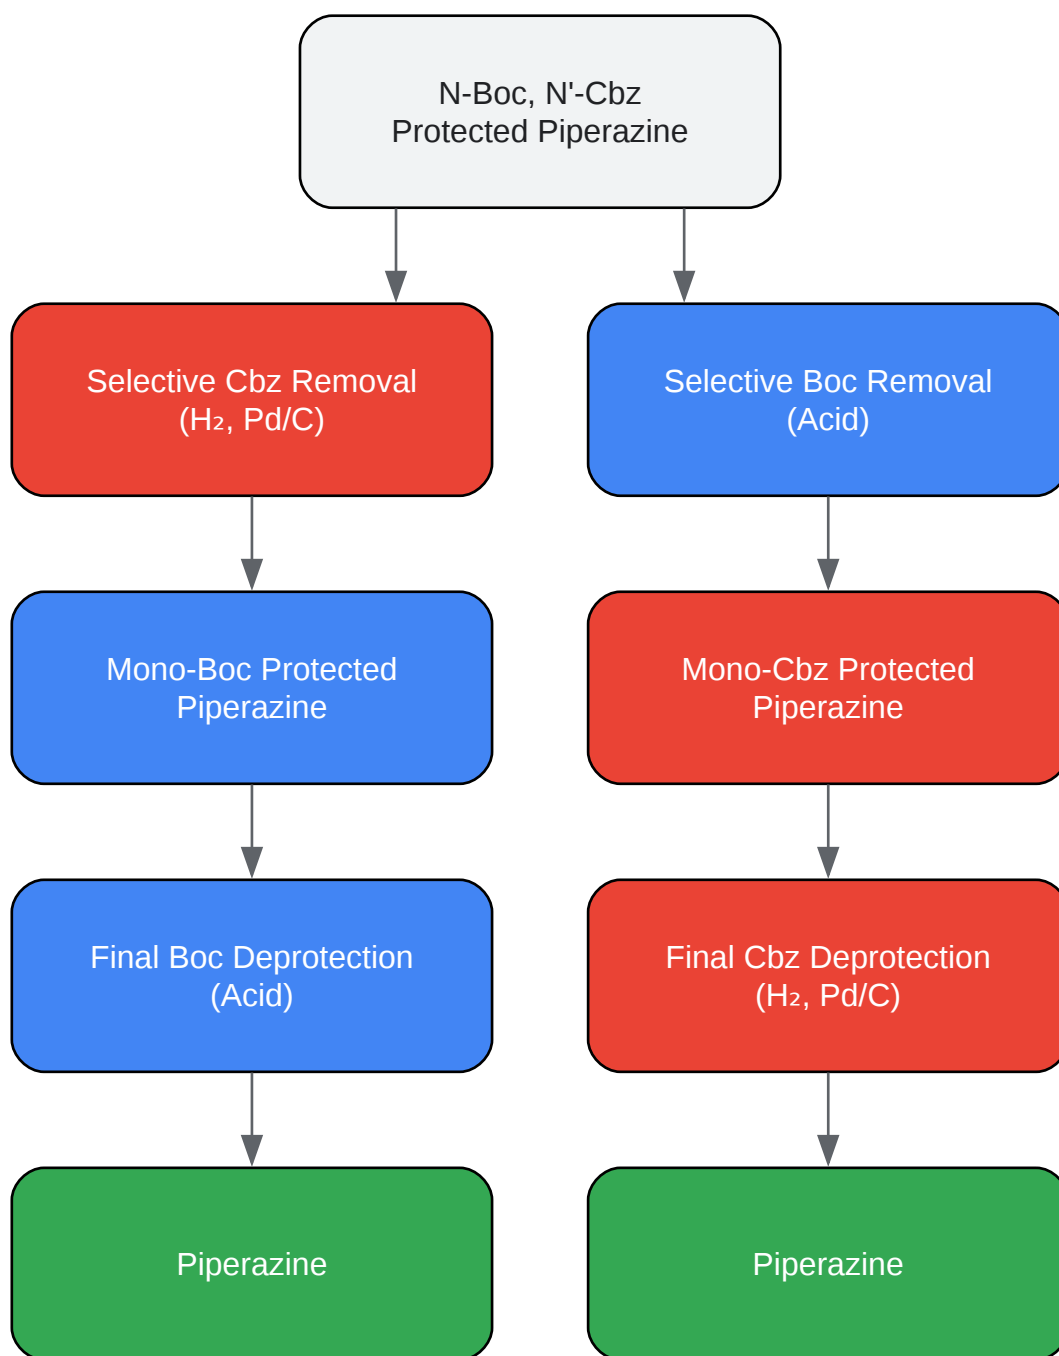 N-Boc, N'-Cbz
Protected Piperazine
Selective Cbz Removal
(H₂, Pd/C)
Selective Boc Removal
(Acid)
Mono-Boc Protected
Piperazine
Mono-Cbz Protected
Piperazine
Final Boc Deprotection
(Acid)
Final Cbz Deprotection
(H₂, Pd/C)
Piperazine
Piperazine